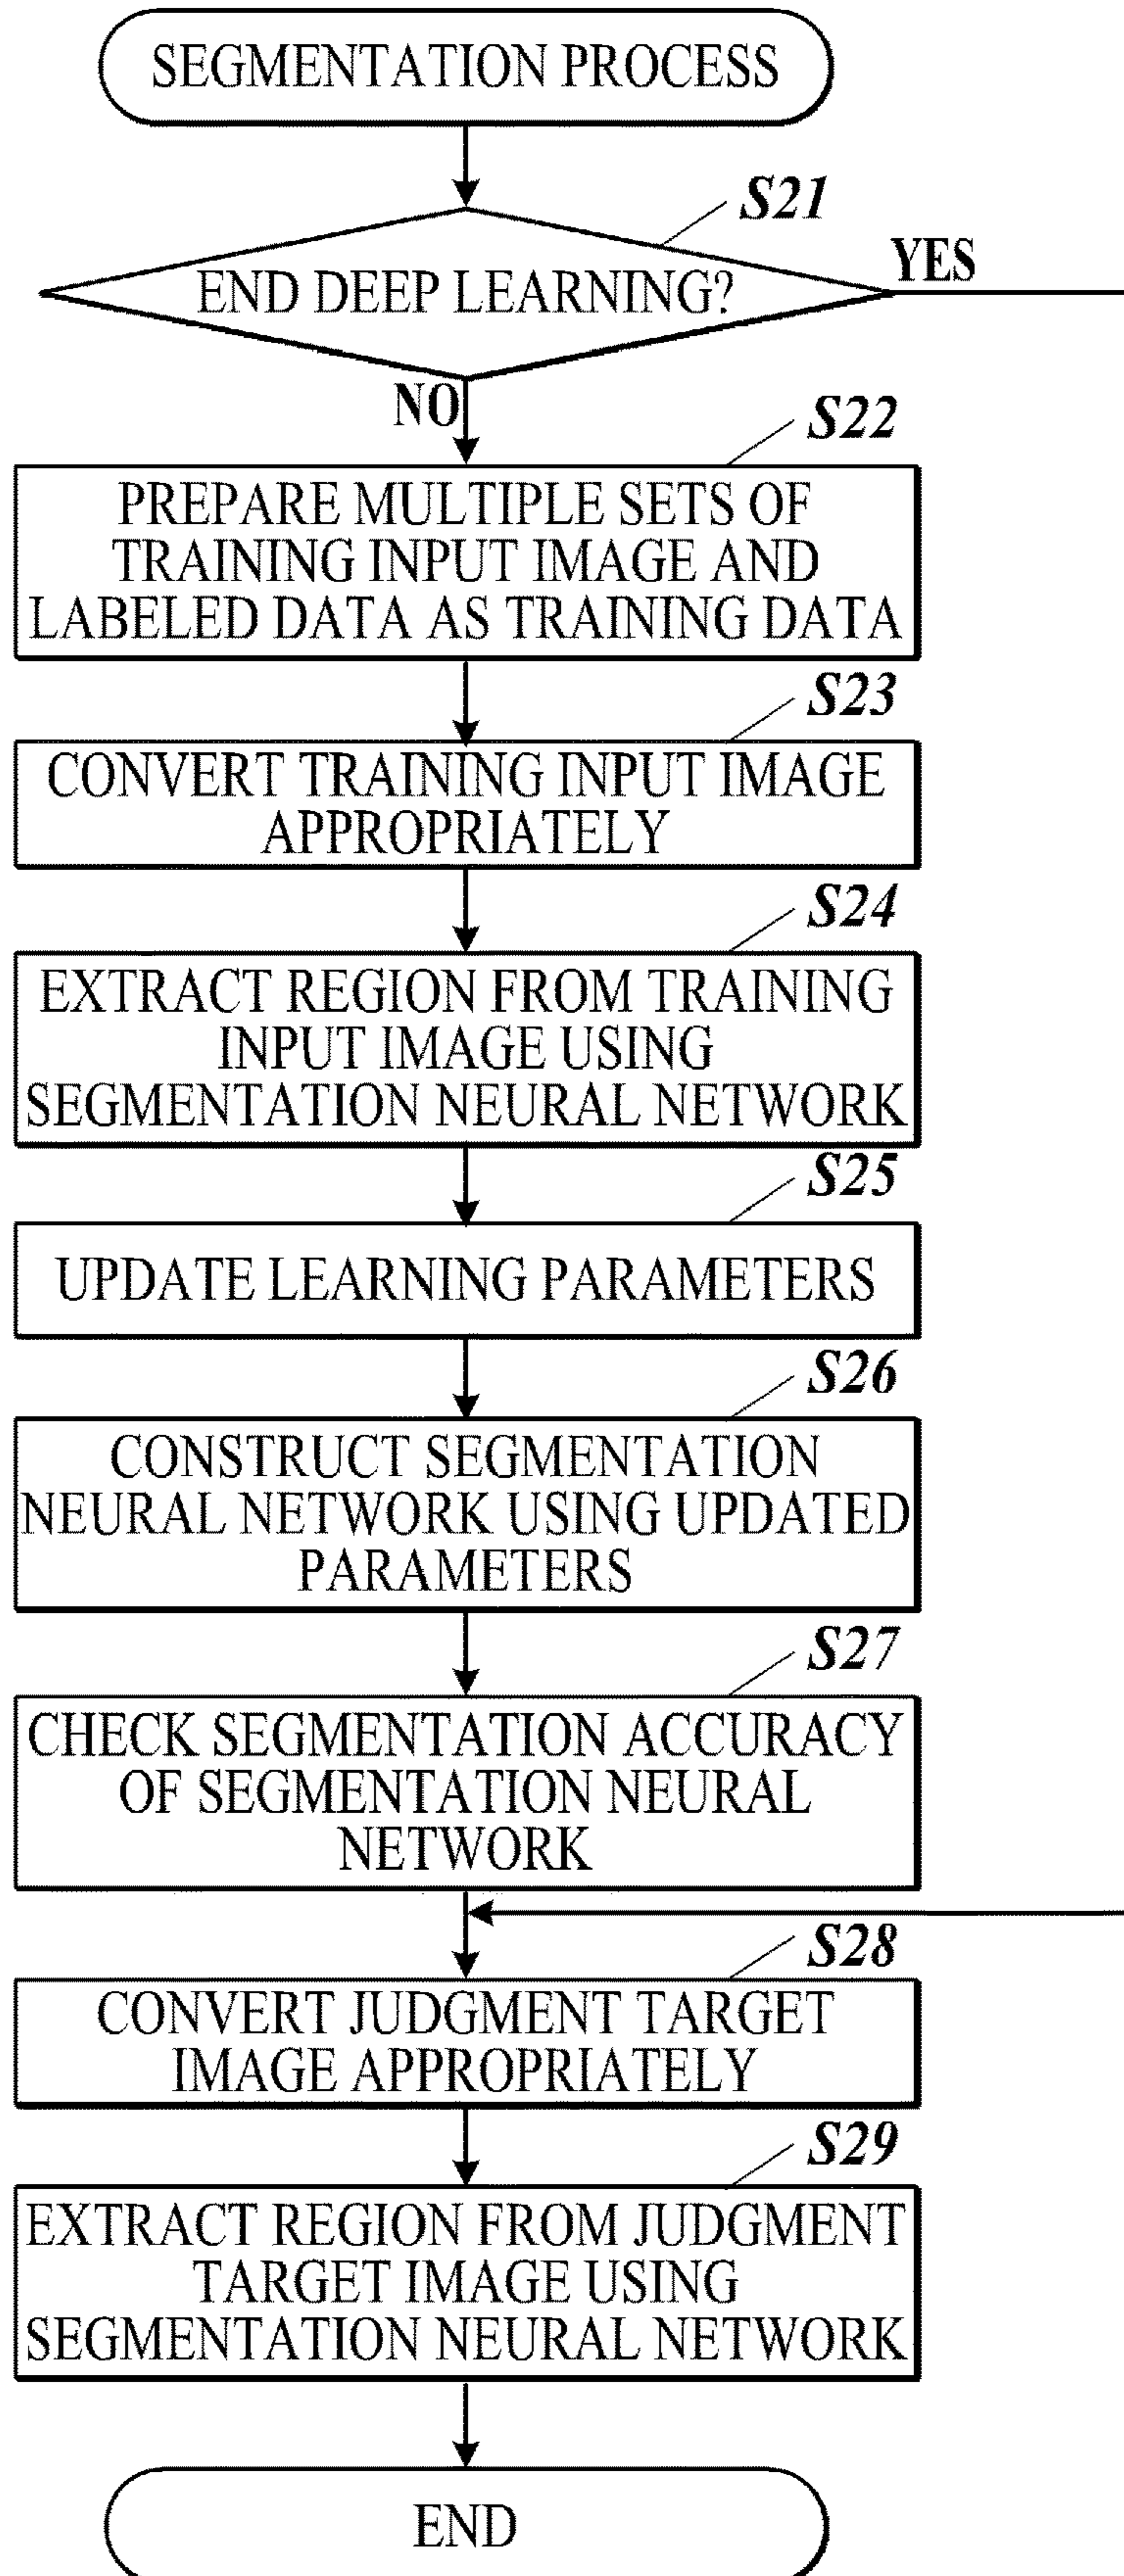 SEGMENTATION PROCESS
S21
END DEEP LEARNING?
YES
NO
S22
PREPARE MULTIPLE SETS OF
TRAINING INPUT IMAGE AND
LABELED DATA AS TRAINING DATA
S23
CONVERT TRAINING INPUT IMAGE
APPROPRIATELY
S24
EXTRACT REGION FROM TRAINING
INPUT IMAGE USING
SEGMENTATION NEURAL NETWORK
S25
UPDATE LEARNING PARAMETERS
S26
CONSTRUCT SEGMENTATION
NEURAL NETWORK USING UPDATED
PARAMETERS
S27
CHECK SEGMENTATION ACCURACY
OF SEGMENTATION NEURAL
NETWORK
S28
CONVERT JUDGMENT TARGET
IMAGE APPROPRIATELY
S29
EXTRACT REGION FROM JUDGMENT
TARGET IMAGE USING
SEGMENTATION NEURAL NETWORK
END